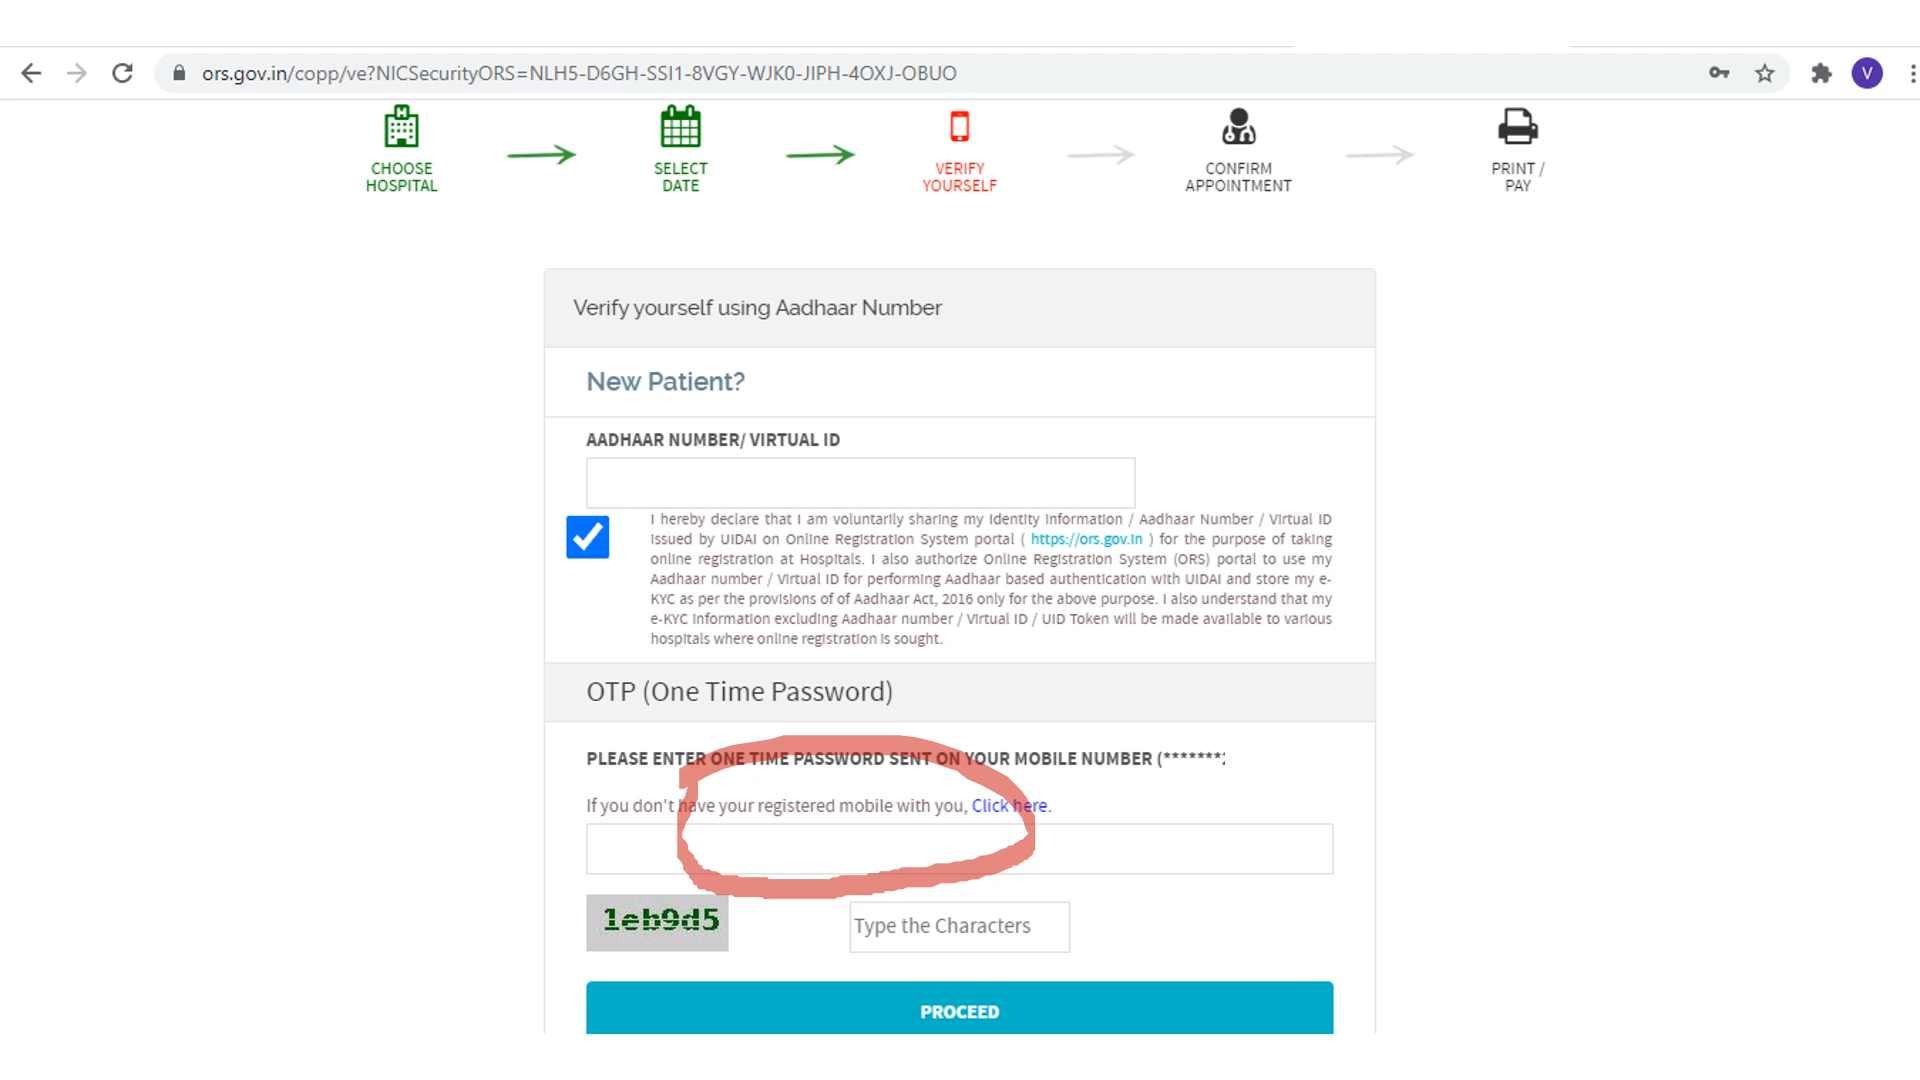 ors.gov.in/copp/ve?NICSecurityORS=NLH5-D6GH-SSI1-8VGY-WJK0-JIPH-4OXJ-OBUO
V
CHOOSE
HOSPITAL
SELECT
DATE
VERIFY
YOURSELF
CONFIRM
APPOINTMENT
PRINT /
PAY
Verify yourself using Aadhaar Number
New Patient?
AADHAAR NUMBER/ VIRTUAL ID
I hereby declare that I am voluntarily sharing my Identity Information / Aadhaar Number / Virtual ID
issued by UIDAI on Online Registration System portal ( https://ors.gov.in ) for the purpose of taking
online registration at Hospitals. I also authorize Online Registration System (ORS) portal to use my
Aadhaar number / Virtual ID for performing Aadhaar based authentication with UIDAI and store my e-
KYC as per the provisions of of Aadhaar Act, 2016 only for the above purpose. I also understand that my
e-KYC Information excluding Aadhaar number / Virtual ID / UID Token will be made available to various
hospitals where online registration is sought.
OTP (One Time Password)
PLEASE ENTER ONE TIME PASSWORD SENT ON YOUR MOBILE NUMBER (*******
If you don't have your registered mobile with you, Click here.
1eb9d5
Type the Characters
PROCEED